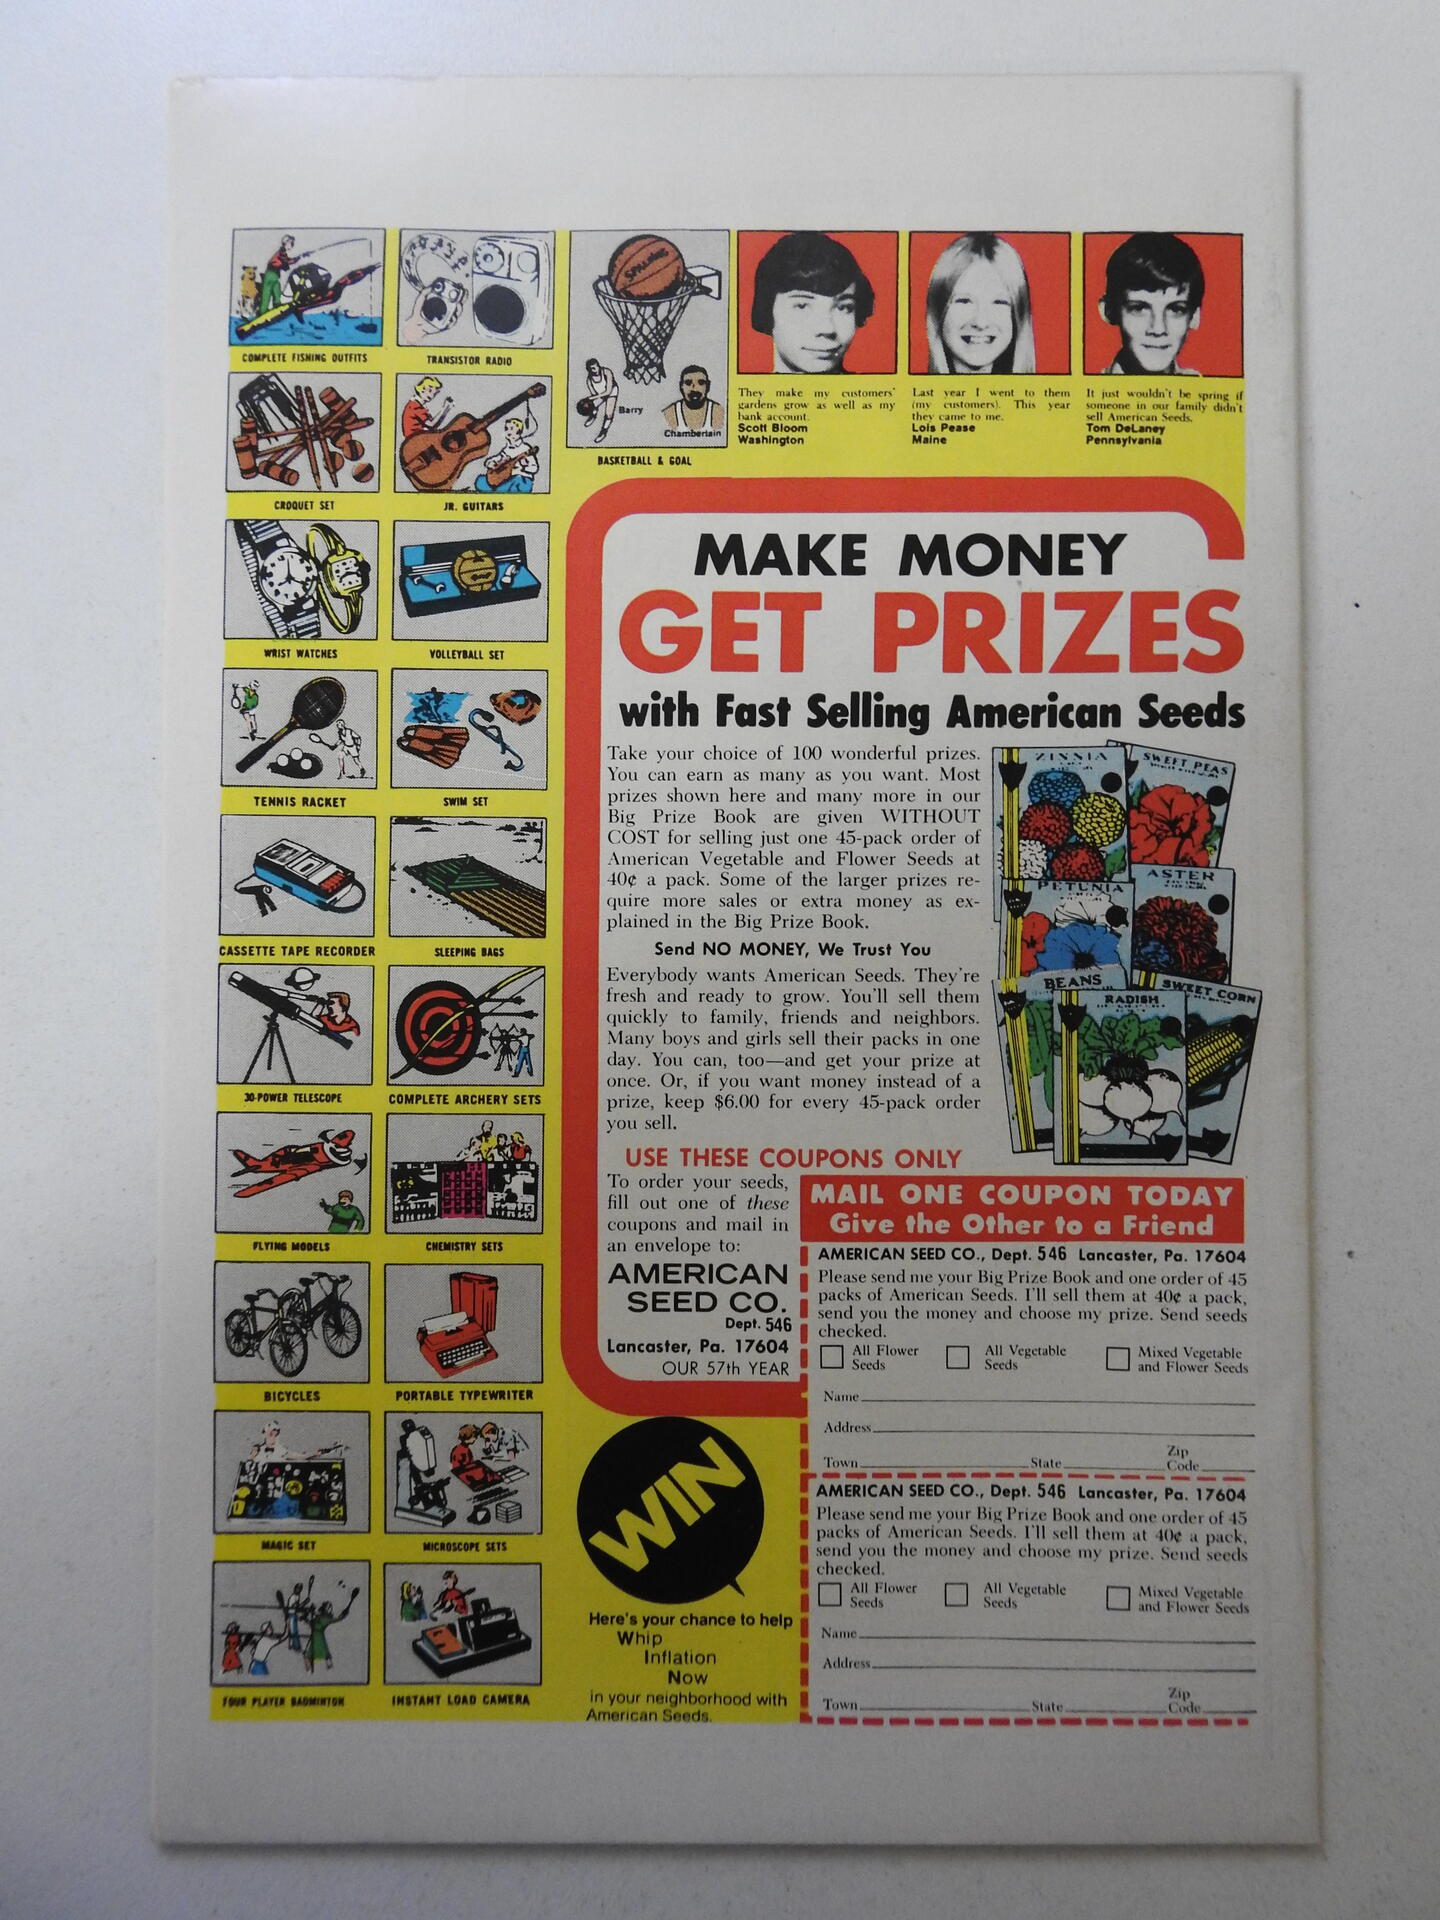 COMPLETE FISHING OUTFITS
TRANSISTOR RADIO
CROQUET SET
JR. GUITARS
WRIST WATCHES
VOLLEYBALL SET
TENNIS RACKET
SWIM SET
CASSETTE TAPE RECORDER
SLEEPING BAGS
30-POWER TELESCOPE
COMPLETE ARCHERY SETS
FLYING MODELS
CHEMISTRY SETS
BICYCLES
PORTABLE TYPEWRITER
MAGIC SET
MICROSCOPE SETS
FOUR PLAYER BADMINTON
INSTANT LOAD CAMERA
SPALDING
Barry
Chamberlain
BASKETBALL & GOAL
They make my customers'
gardens grow as well as my
bank account.
Scott Bloom
Washington
Last year I went to them
(my customers). This year
they came to me.
Lois Pease
Maine
It just wouldn't be spring if
someone in our family didn't
sell American Seeds.
Tom DeLaney
Pennsylvania
MAKE MONEY
GET PRIZES
with Fast Selling American Seeds
Take your choice of 100 wonderful prizes.
You can earn as many as you want. Most
prizes shown here and many more in our
Big Prize Book are given WITHOUT
COST for selling just one 45-pack order of
American Vegetable and Flower Seeds at
40¢ a pack. Some of the larger prizes re-
quire more sales or extra money as ex-
plained in the Big Prize Book.
Send NO MONEY, We Trust You
Everybody wants American Seeds. They're
fresh and ready to grow. You'll sell them
quickly to family, friends and neighbors.
Many boys and girls sell their packs in one
day. You can, too—and get your prize at
once. Or, if you want money instead of a
prize, keep $6.00 for every 45-pack order
you sell.
ZINNIA
SWEET PEAS
PETUNIA
ASTER
BEANS
RADISH
SWEET CORN
USE THESE COUPONS ONLY
To order your seeds,
fill out one of these
coupons and mail in
an envelope to:
AMERICAN
SEED CO.
Dept. 546
Lancaster, Pa. 17604
OUR 57th YEAR
WIN
Here's your chance to help
Whip
Inflation
Now
in your neighborhood with
American Seeds.
MAIL ONE COUPON TODAY
Give the Other to a Friend
AMERICAN SEED CO., Dept. 546 Lancaster, Pa. 17604
Please send me your Big Prize Book and one order of 45
packs of American Seeds. I'll sell them at 40¢ a pack,
send you the money and choose my prize. Send seeds
checked.
All Flower Seeds
All Vegetable Seeds
Mixed Vegetable and Flower Seeds
Name
Address
Town State Zip Code
AMERICAN SEED CO., Dept. 546 Lancaster, Pa. 17604
Please send me your Big Prize Book and one order of 45
packs of American Seeds. I'll sell them at 40¢ a pack,
send you the money and choose my prize. Send seeds
checked.
All Flower Seeds
All Vegetable Seeds
Mixed Vegetable and Flower Seeds
Name
Address
Town State Zip Code